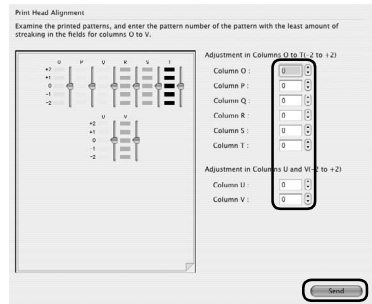 Print Head Alignment
Examine the printed patterns, and enter the pattern number of the pattern with the least amount of
streaking in the fields for columns O to V.
O P Q R S T
+2
+1
0
-1
-2
U V
+2
+1
0
-1
-2
Adjustment in Columns O to T(-2 to +2)
Column O : 0
Column P : 0
Column Q : 0
Column R : 0
Column S : 0
Column T : 0
Adjustment in Columns U and V(-2 to +2)
Column U : 0
Column V : 0
Send